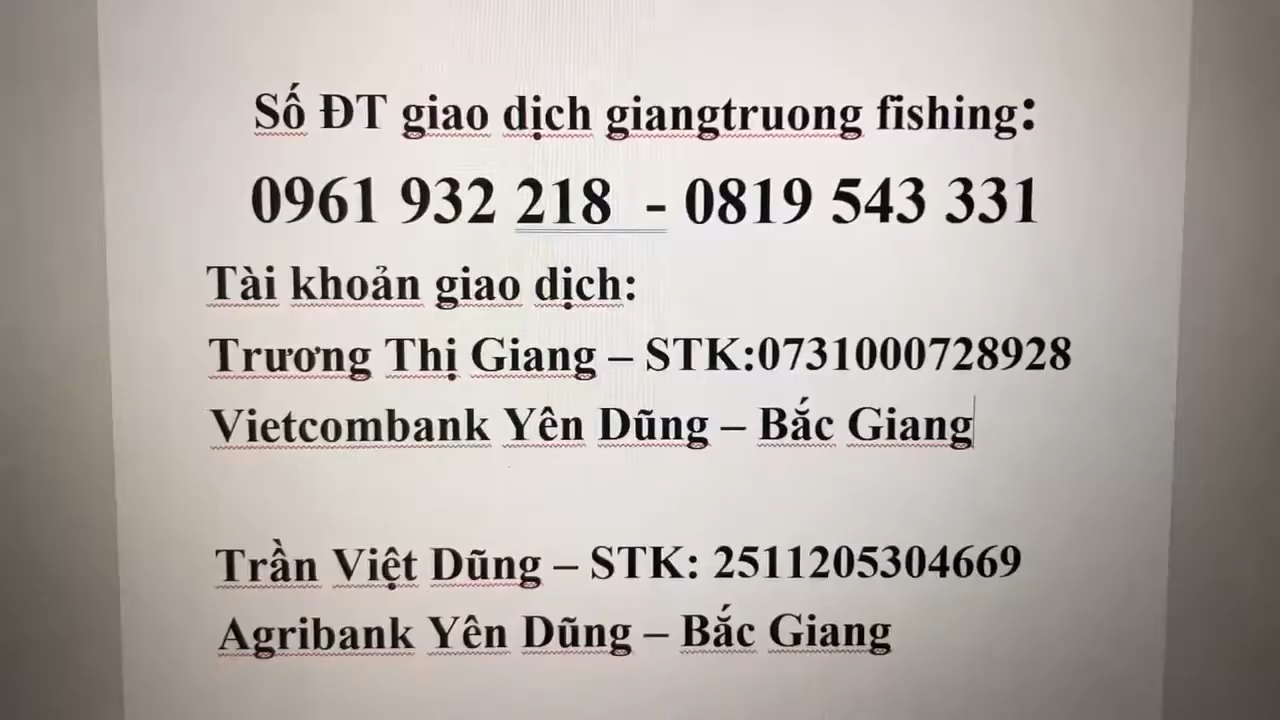 Số ĐT giao dịch giangtruong fishing:
0961 932 218 - 0819 543 331
Tài khoản giao dịch:
Trương Thị Giang – STK:0731000728928
Vietcombank Yên Dũng – Bắc Giang
Trần Việt Dũng – STK: 2511205304669
Agribank Yên Dũng – Bắc Giang